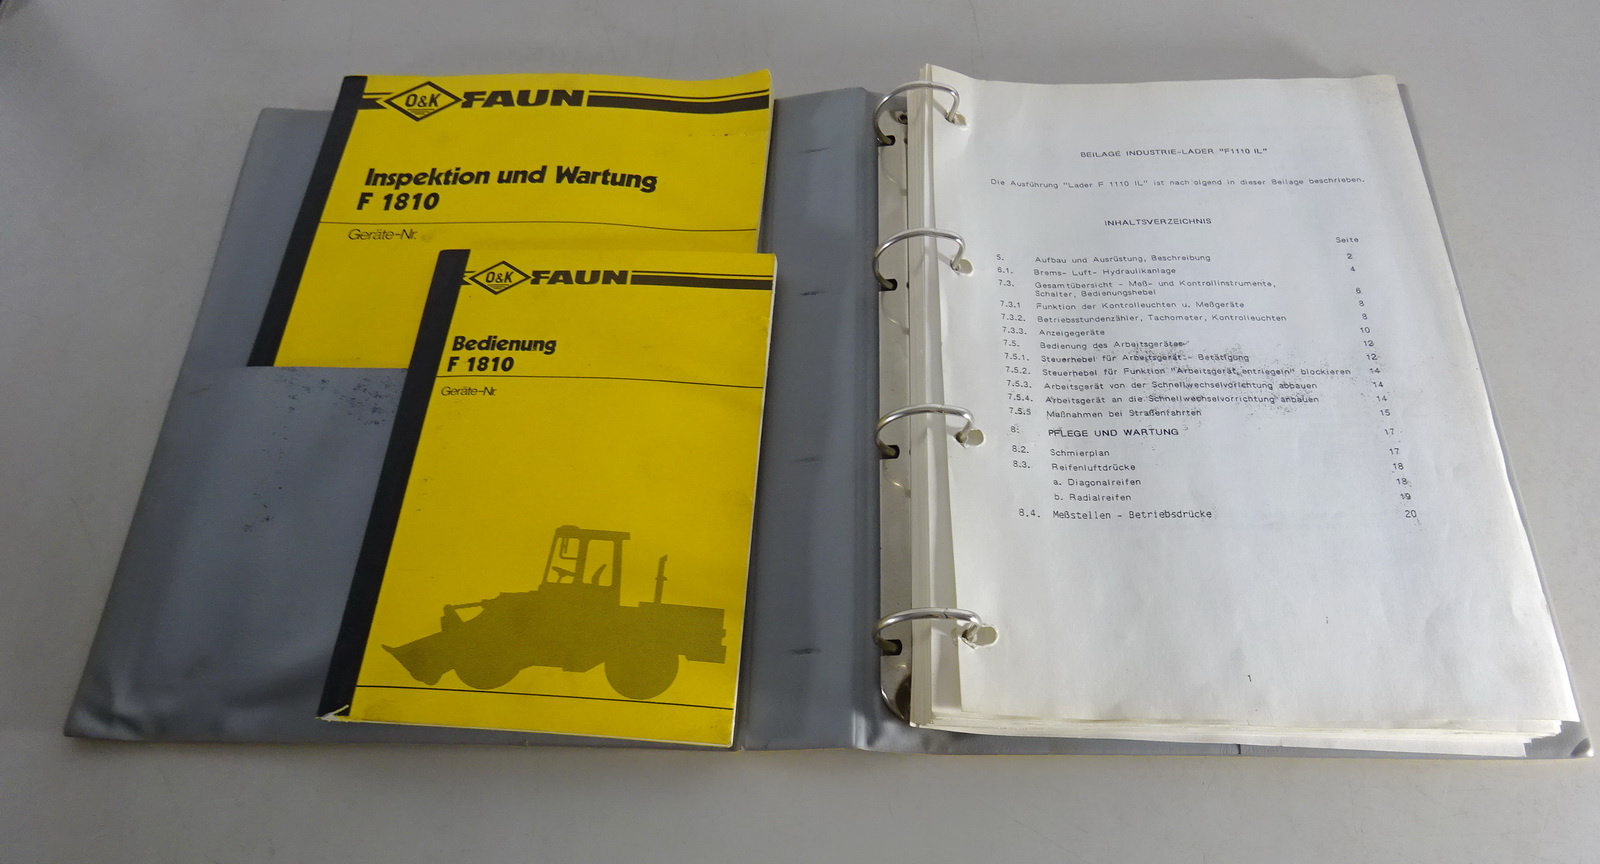 O&K FAUN
Inspektion und Wartung
F 1810
Geräte-Nr.
O&K FAUN
Bedienung
F 1810
Geräte-Nr.
BEILAGE INDUSTRIE-LADER "F1110 IL"
Die Ausführung "Lader F 1110 IL" ist nachfolgend in dieser Beilage beschrieben.
INHALTSVERZEICHNIS
Seite
5. Aufbau und Ausrüstung, Beschreibung 2
6.1. Brems- Luft- Hydraulikanlage 4
7.3. Gesamtübersicht - Meß- und Kontrollinstrumente,
Schalter, Bedienungshebel 6
7.3.1 Funktion der Kontrolleuchten u. Meßgeräte 8
7.3.2. Betriebsstundenzähler, Tachometer, Kontrolleuchten 8
7.3.3. Anzeigegeräte 10
7.5. Bedienung des Arbeitsgerätes 12
7.5.1. Steuerhebel für Arbeitsgerät - Betätigung 12
7.5.2. Steuerhebel für Funktion "Arbeitsgerät entriegeln" blockieren 14
7.5.3. Arbeitsgerät von der Schnellwechselvorichtung abbauen 14
7.5.4. Arbeitsgerät an die Schnellwechselvorrichtung anbauen 14
7.5.5 Maßnahmen bei Straßenfahrten 15
8. PFLEGE UND WARTUNG 17
8.2. Schmierplan 17
8.3. Reifenluftdrücke 18
a. Diagonalreifen 18
b. Radialreifen 19
8.4. Meßstellen - Betriebsdrücke 20
1